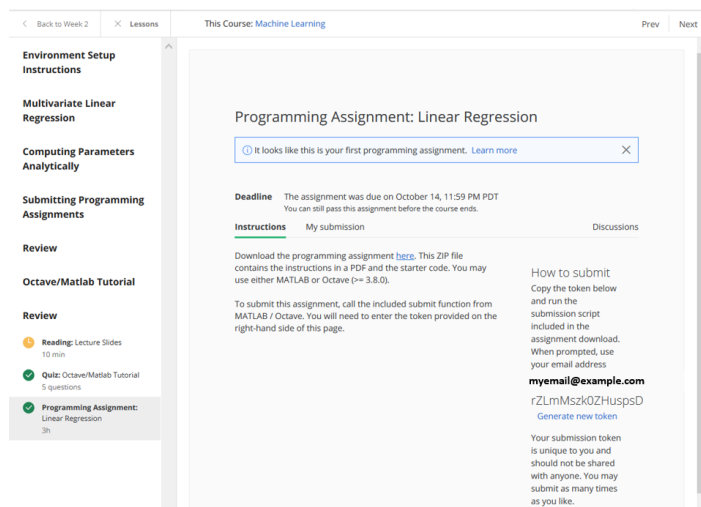 Back to Week 2
Lessons
This Course: Machine Learning
Prev
Next
Environment Setup
Instructions
Multivariate Linear
Regression
Computing Parameters
Analytically
Submitting Programming
Assignments
Review
Octave/Matlab Tutorial
Review
Reading: Lecture Slides
10 min
Quiz: Octave/Matlab Tutorial
5 questions
Programming Assignment:
Linear Regression
3h
Programming Assignment: Linear Regression
It looks like this is your first programming assignment. Learn more
Deadline The assignment was due on October 14, 11:59 PM PDT
You can still pass this assignment before the course ends.
Instructions My submission Discussions
Download the programming assignment here. This ZIP file
contains the instructions in a PDF and the starter code. You may
use either MATLAB or Octave (>= 3.8.0).
To submit this assignment, call the included submit function from
MATLAB / Octave. You will need to enter the token provided on the
right-hand side of this page.
How to submit
Copy the token below
and run the
submission script
included in the
assignment download.
When prompted, use
your email address
myemail@example.com
rZLmMszk0ZHuspsD
Generate new token
Your submission token
is unique to you and
should not be shared
with anyone. You may
submit as many times
as you like.